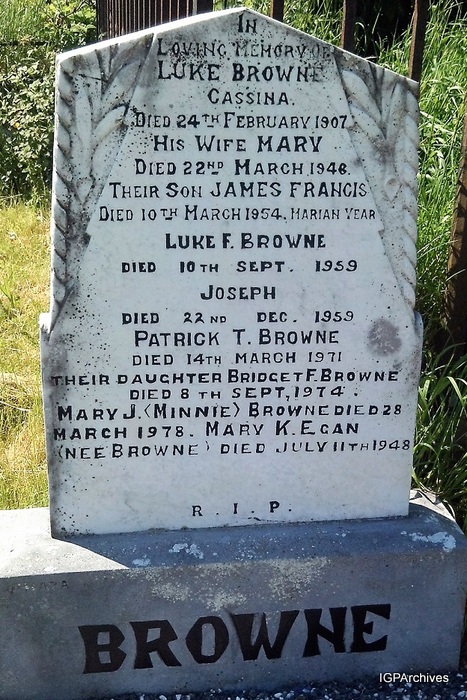 IN
LOVING MEMORY OF
LUKE BROWNE
CASSINA.
DIED 24TH FEBRUARY 1907
HIS WIFE MARY
DIED 22ND MARCH 1946.
THEIR SON JAMES FRANCIS
DIED 10TH MARCH 1954, MARIAN YEAR
LUKE F. BROWNE
DIED 10TH SEPT. 1959
JOSEPH
DIED 22ND DEC. 1959
PATRICK T. BROWNE
DIED 14TH MARCH 1971
THEIR DAUGHTER BRIDGET F. BROWNE
DIED 8TH SEPT, 1974.
MARY J. (MINNIE) BROWNE DIED 28
MARCH 1978. MARY K. EGAN
(NEE BROWNE) DIED JULY 11TH 1948
R. I. P.
BROWNE
IGPArchives